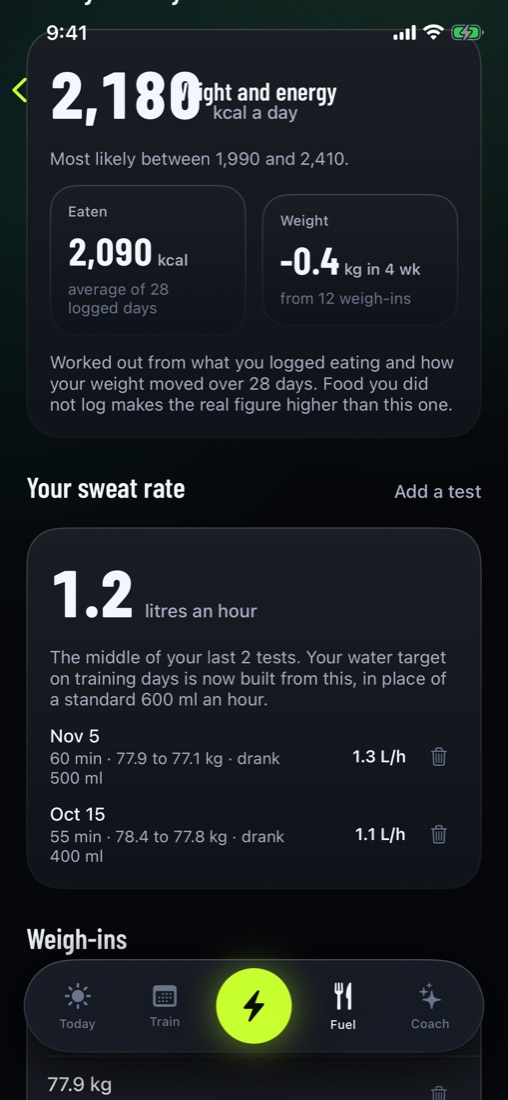 9:41
Weight and energy
2,180 kcal a day
Most likely between 1,990 and 2,410.
Eaten
2,090 kcal
average of 28
logged days
Weight
-0.4 kg in 4 wk
from 12 weigh-ins
Worked out from what you logged eating and how
your weight moved over 28 days. Food you did
not log makes the real figure higher than this one.
Your sweat rate
Add a test
1.2 litres an hour
The middle of your last 2 tests. Your water target
on training days is now built from this, in place of
a standard 600 ml an hour.
Nov 5
60 min · 77.9 to 77.1 kg · drank
500 ml
1.3 L/h
Oct 15
55 min · 78.4 to 77.8 kg · drank
400 ml
1.1 L/h
Weigh-ins
Today
Train
Fuel
Coach
77.9 kg